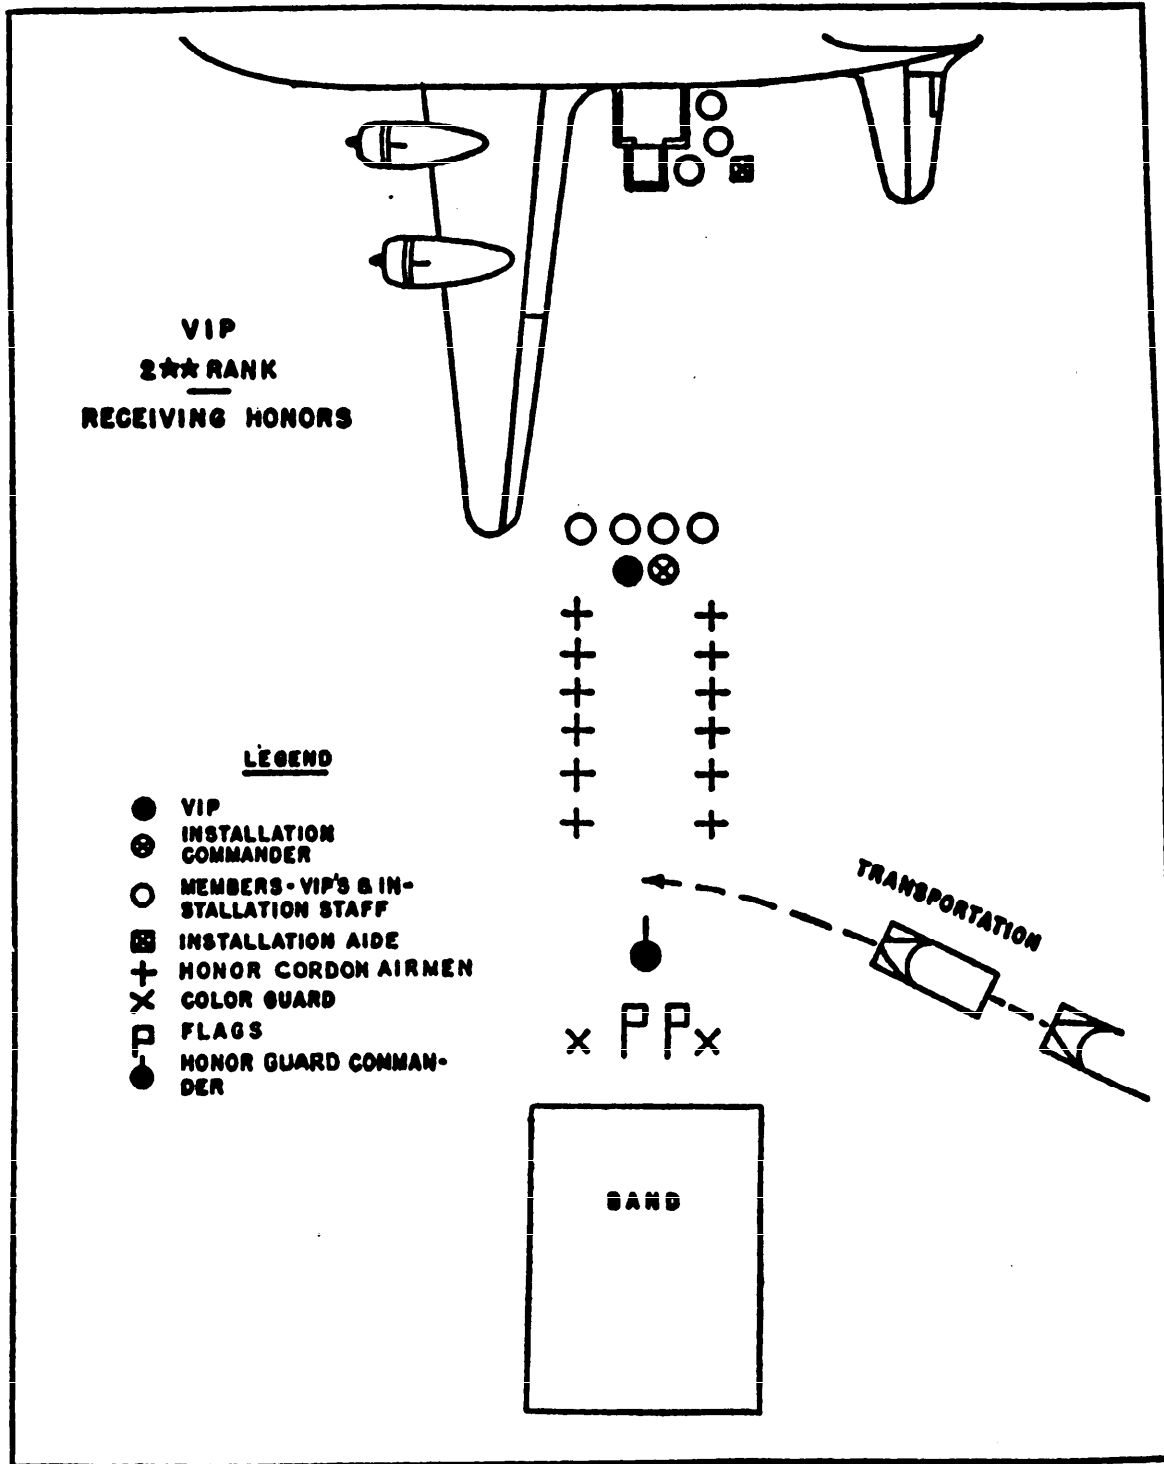 VIP
2★★ RANK
RECEIVING HONORS
LEGEND
VIP
INSTALLATION
COMMANDER
MEMBERS - VIP'S & IN-
STALLATION STAFF
INSTALLATION AIDE
HONOR CORDON AIRMEN
COLOR GUARD
FLAGS
HONOR GUARD COMMAN-
DER
TRANSPORTATION
BAND